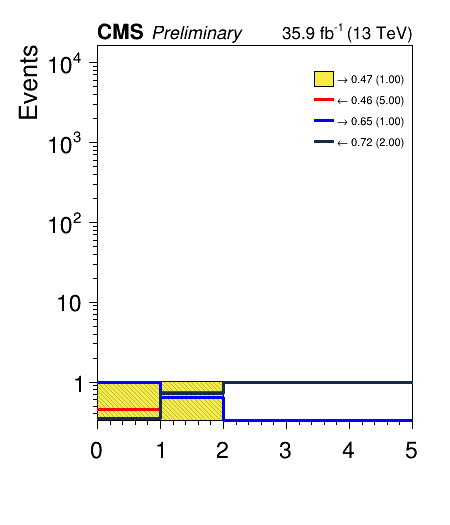 CMS Preliminary 35.9 fb⁻¹ (13 TeV)
Events
10⁴
10³
10²
10
1
→ 0.47 (1.00)
← 0.46 (5.00)
→ 0.65 (1.00)
← 0.72 (2.00)
0 1 2 3 4 5